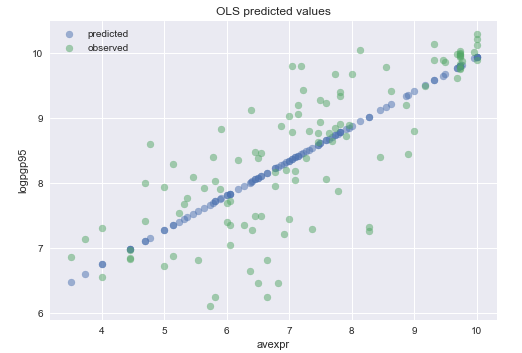 OLS predicted values
predicted
observed
10
9
8
7
6
logpgp95
4 5 6 7 8 9 10
avexpr